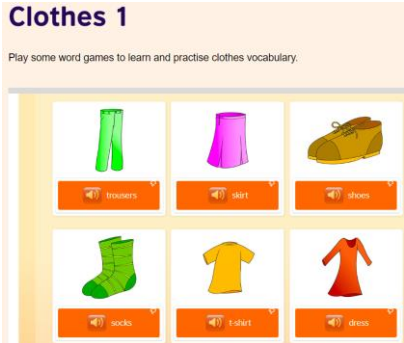 Clothes 1
Play some word games to learn and practise clothes vocabulary.
trousers
skirt
shoes
socks
t-shirt
dress